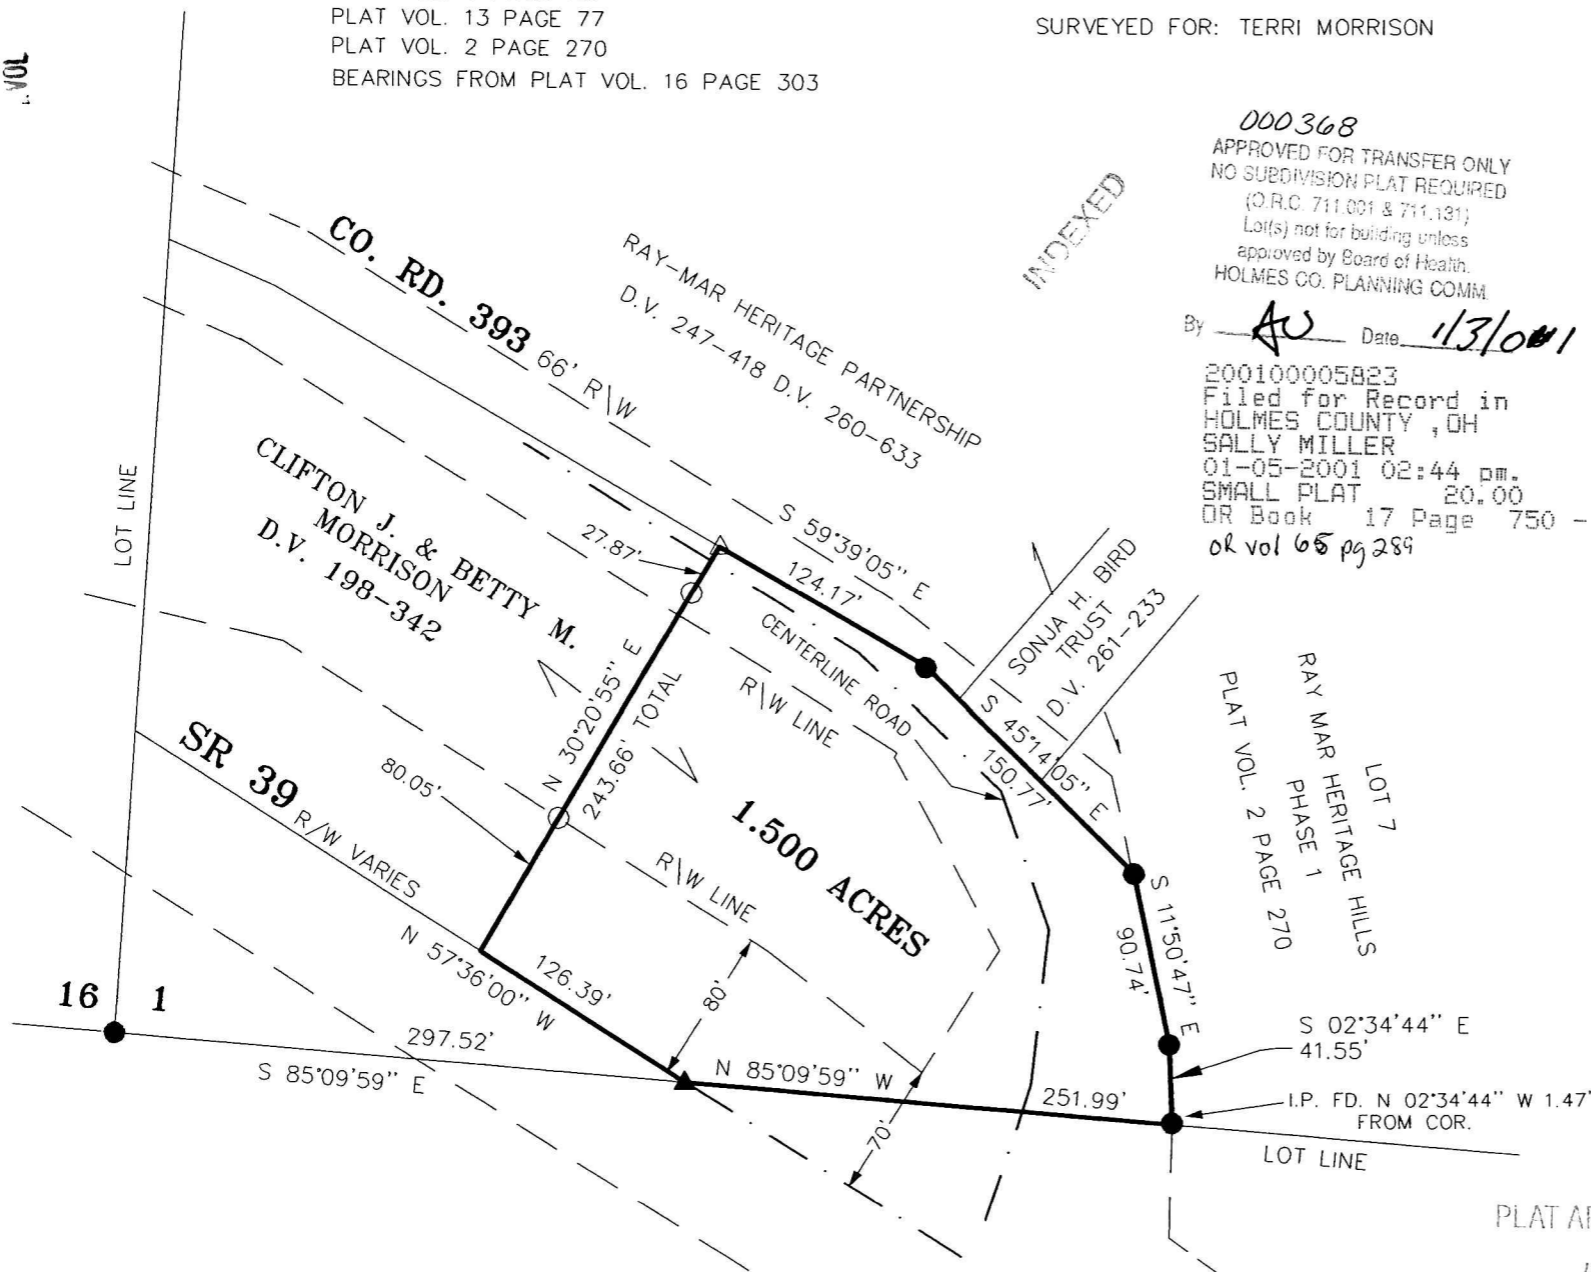 PLAT VOL. 13 PAGE 77
PLAT VOL. 2 PAGE 270
BEARINGS FROM PLAT VOL. 16 PAGE 303
SURVEYED FOR: TERRI MORRISON
VOL
000368
APPROVED FOR TRANSFER ONLY
NO SUBDIVISION PLAT REQUIRED
(O.R.C. 711.001 & 711.131)
Lot(s) not for building unless
approved by Board of Health.
HOLMES CO. PLANNING COMM.
By Date 1/3/01
200100005823
Filed for Record in
HOLMES COUNTY ,OH
SALLY MILLER
01-05-2001 02:44 pm.
SMALL PLAT 20.00
OR Book 17 Page 750 -
OR vol 65 pg 289
INDEXED
CO. RD. 393 66' R\W
RAY-MAR HERITAGE PARTNERSHIP
D.V. 247-418 D.V. 260-633
LOT LINE
CLIFTON J. & BETTY M.
MORRISON
D.V. 198-342
27.87'
S 59°39'05" E
124.17'
CENTERLINE ROAD
R\W LINE
SONJA H. BIRD
TRUST
D.V. 261-233
S 45°14'05" E
150.77'
N 30°20'55" E
243.66' TOTAL
80.05'
SR 39 R/W VARIES
1.500 ACRES
R\W LINE
LOT 7
RAY MAR HERITAGE HILLS
PHASE 1
PLAT VOL. 2 PAGE 270
S 11°50'47" E
90.74'
N 57°36'00" W
126.39'
80'
16 1
297.52'
S 85°09'59" E
N 85°09'59" W
251.99'
70'
S 02°34'44" E
41.55'
I.P. FD. N 02°34'44" W 1.47'
FROM COR.
LOT LINE
PLAT